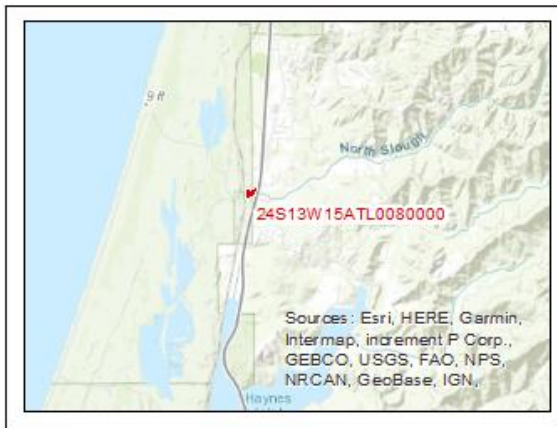 9 ft
North Slough
24S13W15ATL0080000
Sources: Esri, HERE, Garmin,
Intermap, increment P Corp.,
GEBCO, USGS, FAO, NPS,
NRCAN, GeoBase, IGN,
Haynes